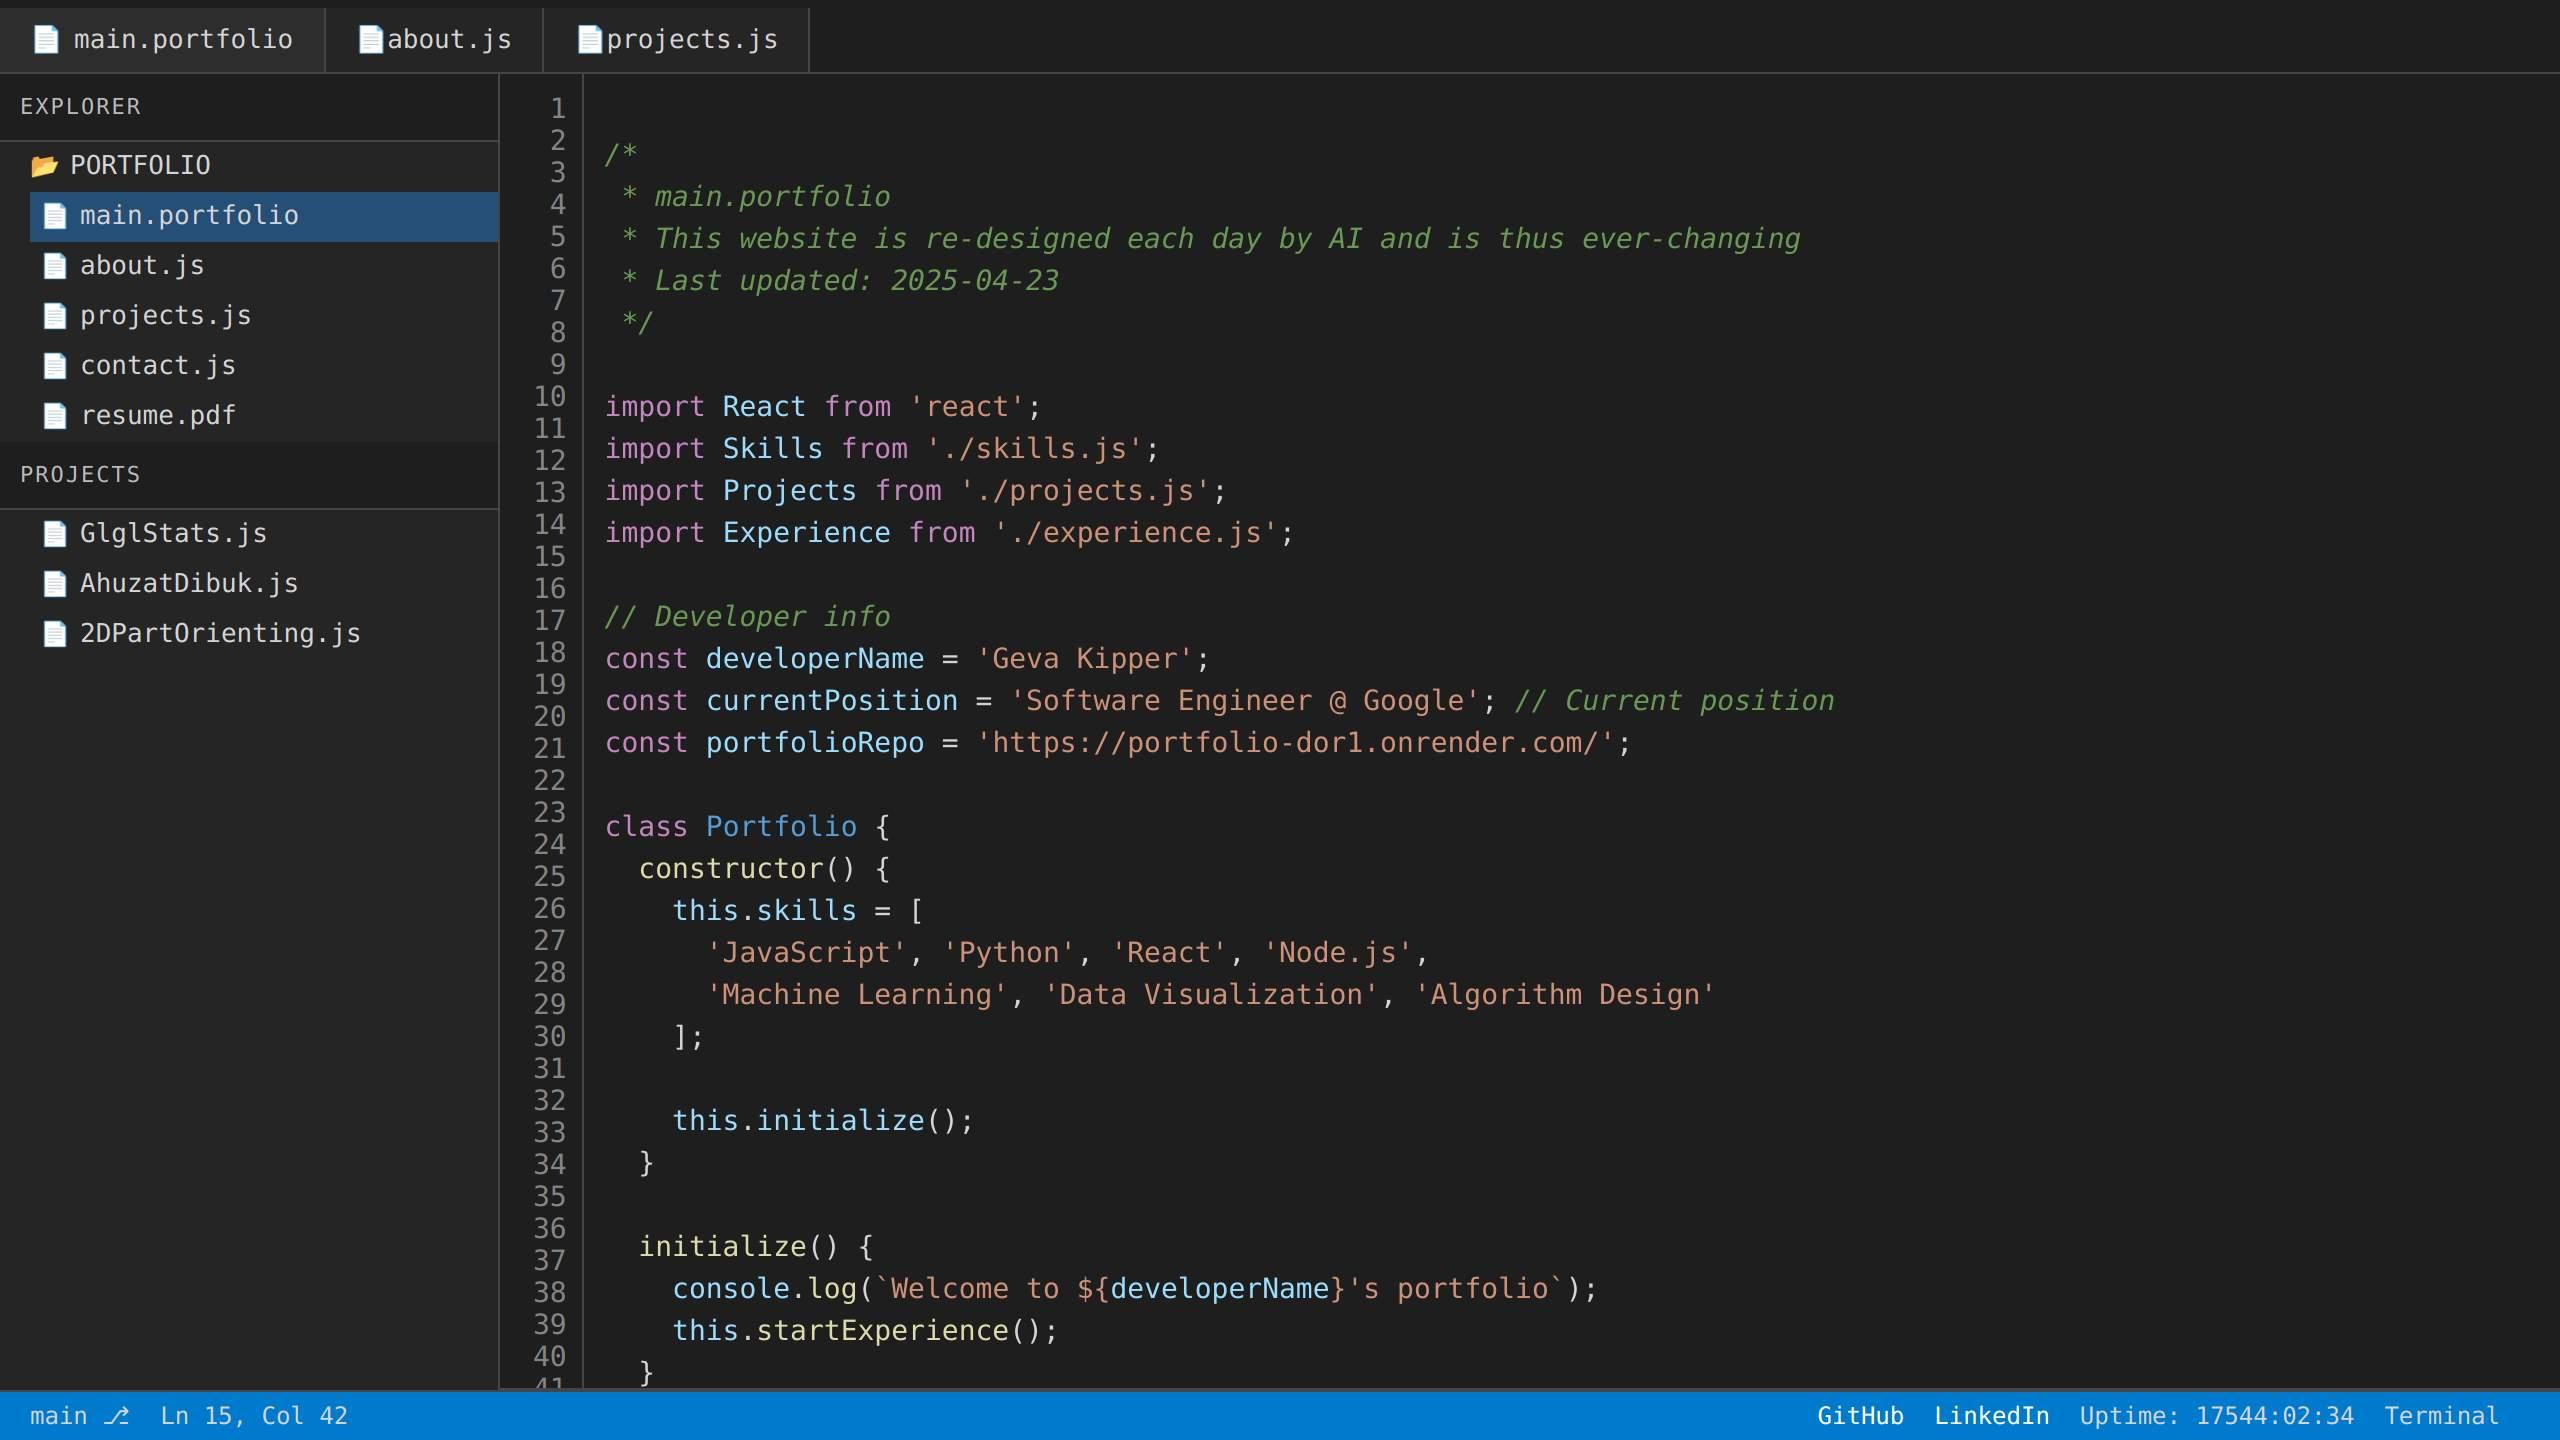 main.portfolio
about.js
projects.js
EXPLORER
PORTFOLIO
main.portfolio
about.js
projects.js
contact.js
resume.pdf
PROJECTS
GlglStats.js
AhuzatDibuk.js
2DPartOrienting.js
1
2
3
4
5
6
7
8
9
10
11
12
13
14
15
16
17
18
19
20
21
22
23
24
25
26
27
28
29
30
31
32
33
34
35
36
37
38
39
40
41
/*
 * main.portfolio
 * This website is re-designed each day by AI and is thus ever-changing
 * Last updated: 2025-04-23
 */
import React from 'react';
import Skills from './skills.js';
import Projects from './projects.js';
import Experience from './experience.js';
// Developer info
const developerName = 'Geva Kipper';
const currentPosition = 'Software Engineer @ Google'; // Current position
const portfolioRepo = 'https://portfolio-dor1.onrender.com/';
class Portfolio {
  constructor() {
    this.skills = [
      'JavaScript', 'Python', 'React', 'Node.js',
      'Machine Learning', 'Data Visualization', 'Algorithm Design'
    ];
    this.initialize();
  }
  initialize() {
    console.log(`Welcome to ${developerName}'s portfolio`);
    this.startExperience();
  }
main ⎇ Ln 15, Col 42
GitHub LinkedIn Uptime: 17544:02:34 Terminal